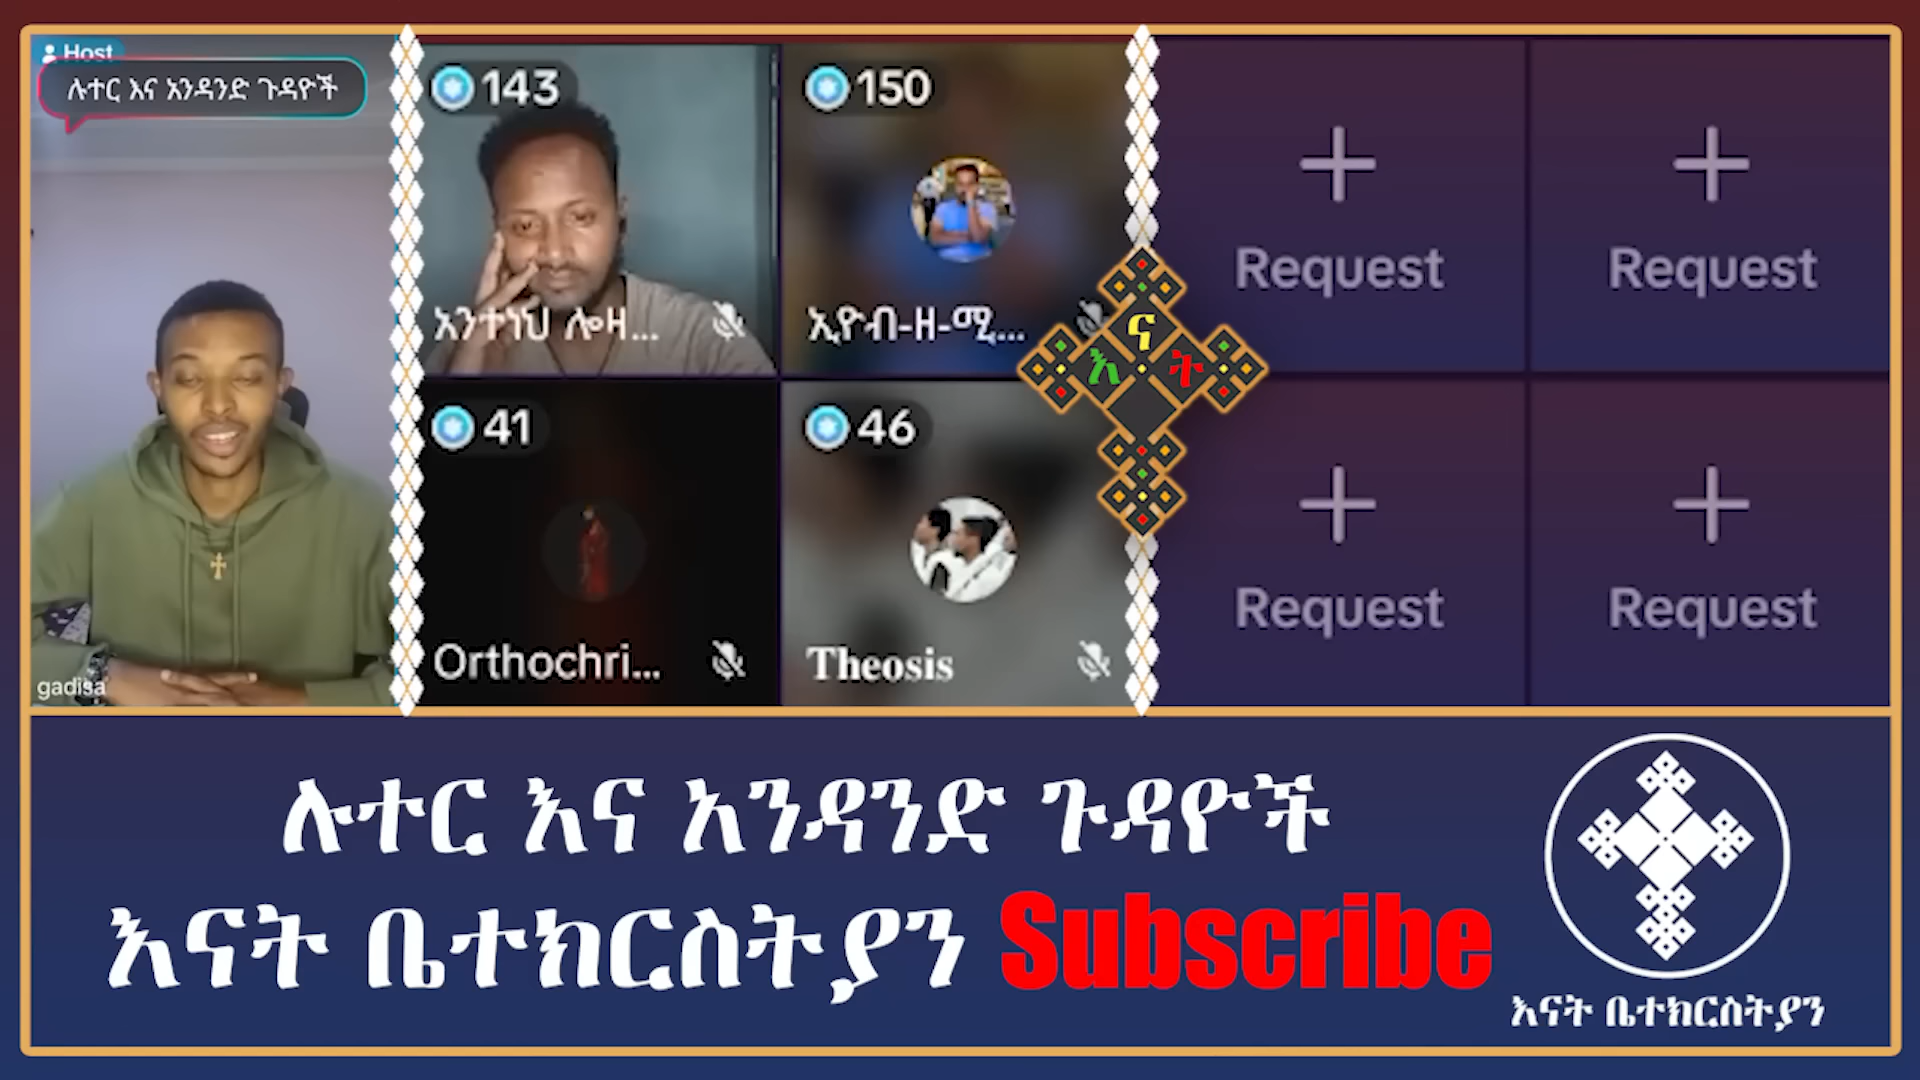 Host
ሉተር እና አንዳንድ ጉዳዮች
gadisa
143
አንተነህ ሎዛ...
150
ኢዮብ-ዘ-ሚ...
41
Orthochri...
46
Theosis
እናት
Request
Request
Request
Request
ሉተር እና አንዳንድ ጉዳዮች
እናት ቤተክርስትያን Subscribe
እናት ቤተክርስትያን